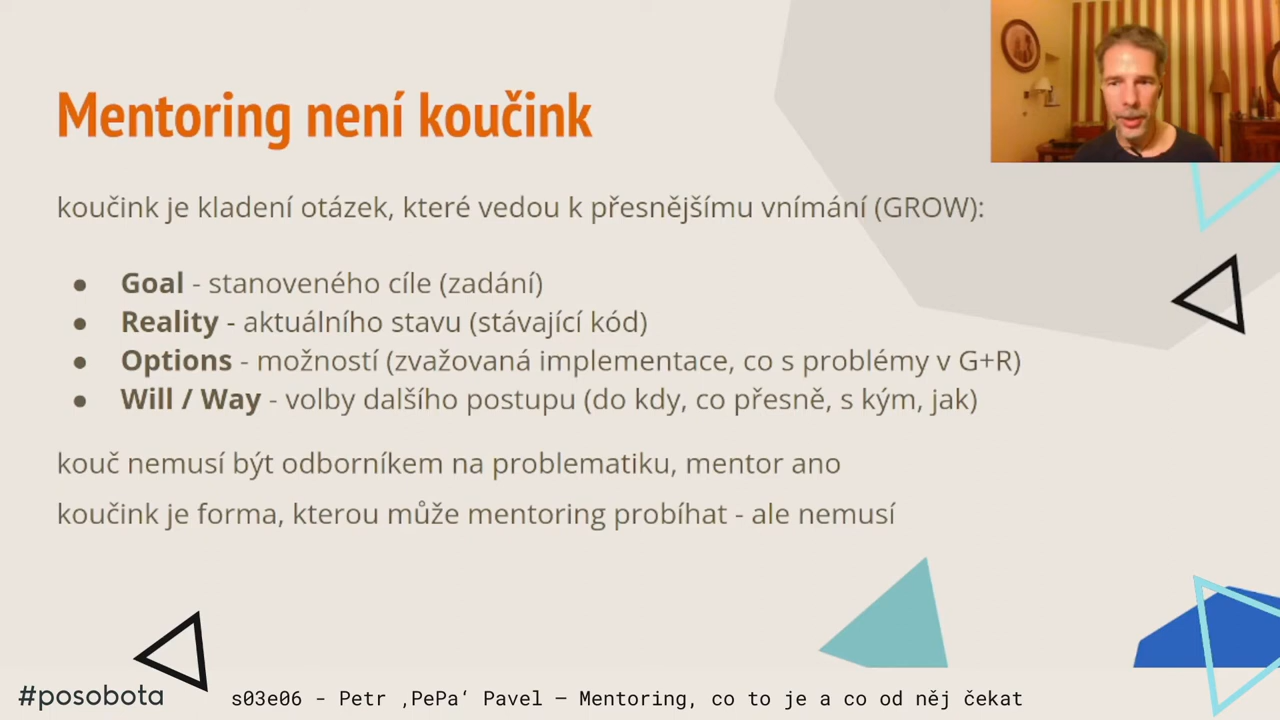 Mentoring není koučink
koučink je kladení otázek, které vedou k přesnějšímu vnímání (GROW):
● Goal - stanoveného cíle (zadání)
● Reality - aktuálního stavu (stávající kód)
● Options - možností (zvažovaná implementace, co s problémy v G+R)
● Will / Way - volby dalšího postupu (do kdy, co přesně, s kým, jak)
kouč nemusí být odborníkem na problematiku, mentor ano
koučink je forma, kterou může mentoring probíhat - ale nemusí
#posobota
s03e06 - Petr ‚PePa‘ Pavel – Mentoring, co to je a co od něj čekat